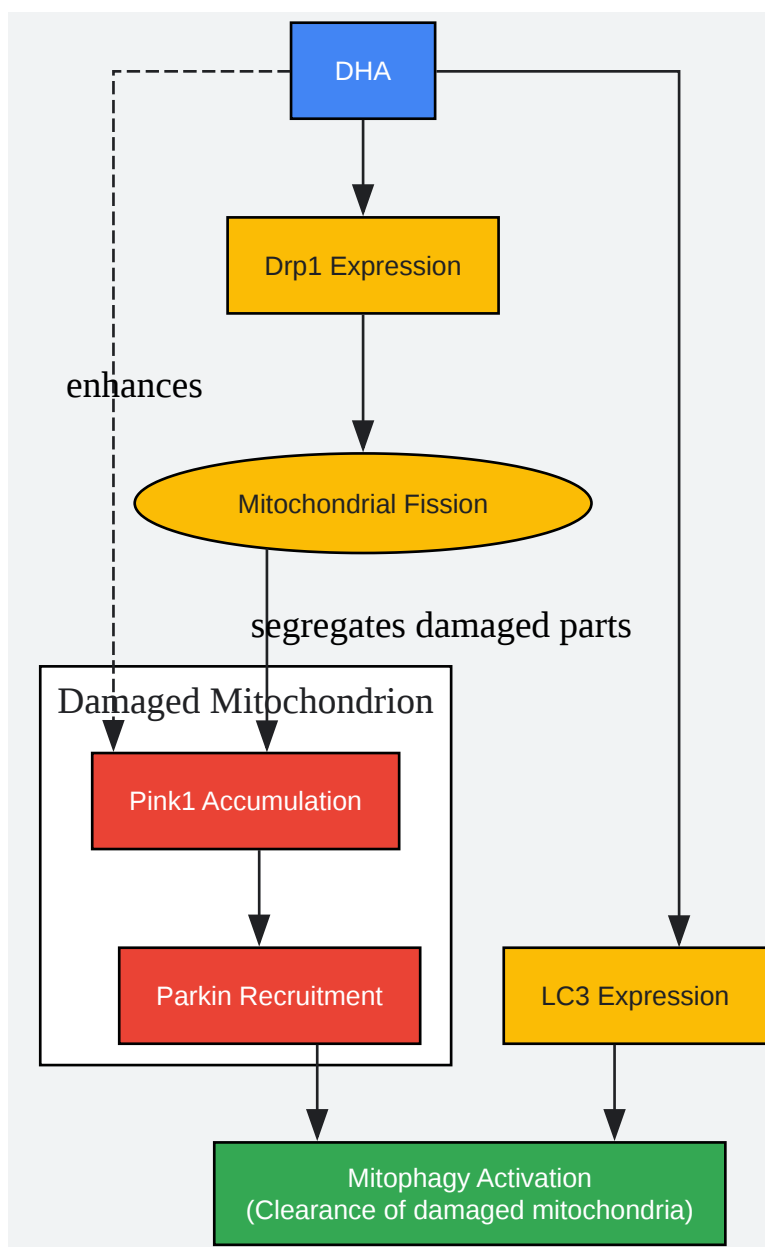 DHA
Drp1 Expression
enhances
Mitochondrial Fission
segregates damaged parts
Damaged Mitochondrion
Pink1 Accumulation
Parkin Recruitment
LC3 Expression
Mitophagy Activation
(Clearance of damaged mitochondria)